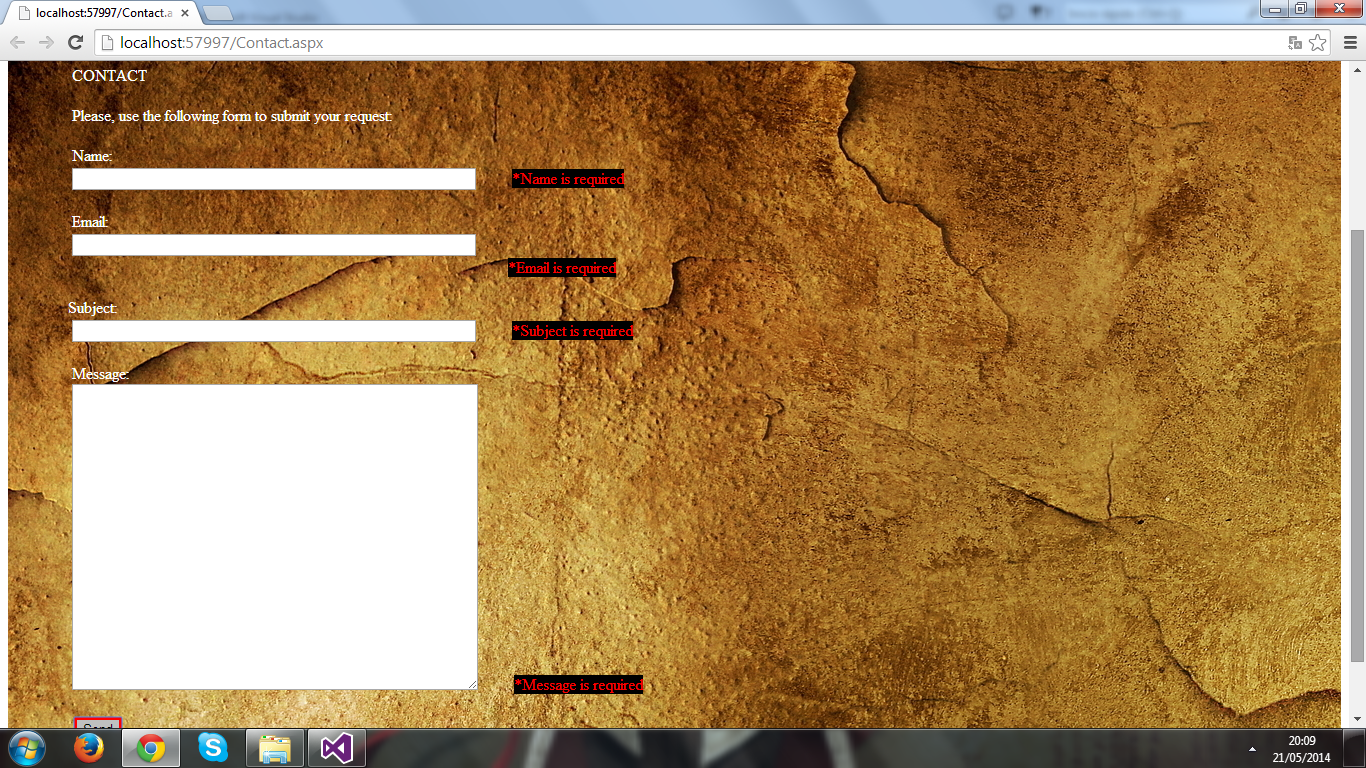 localhost:57997/Contact.a
localhost:57997/Contact.aspx
CONTACT
Please, use the following form to submit your request:
Name:
*Name is required
Email:
*Email is required
Subject:
*Subject is required
Message:
*Message is required
Send
20:09
21/05/2014